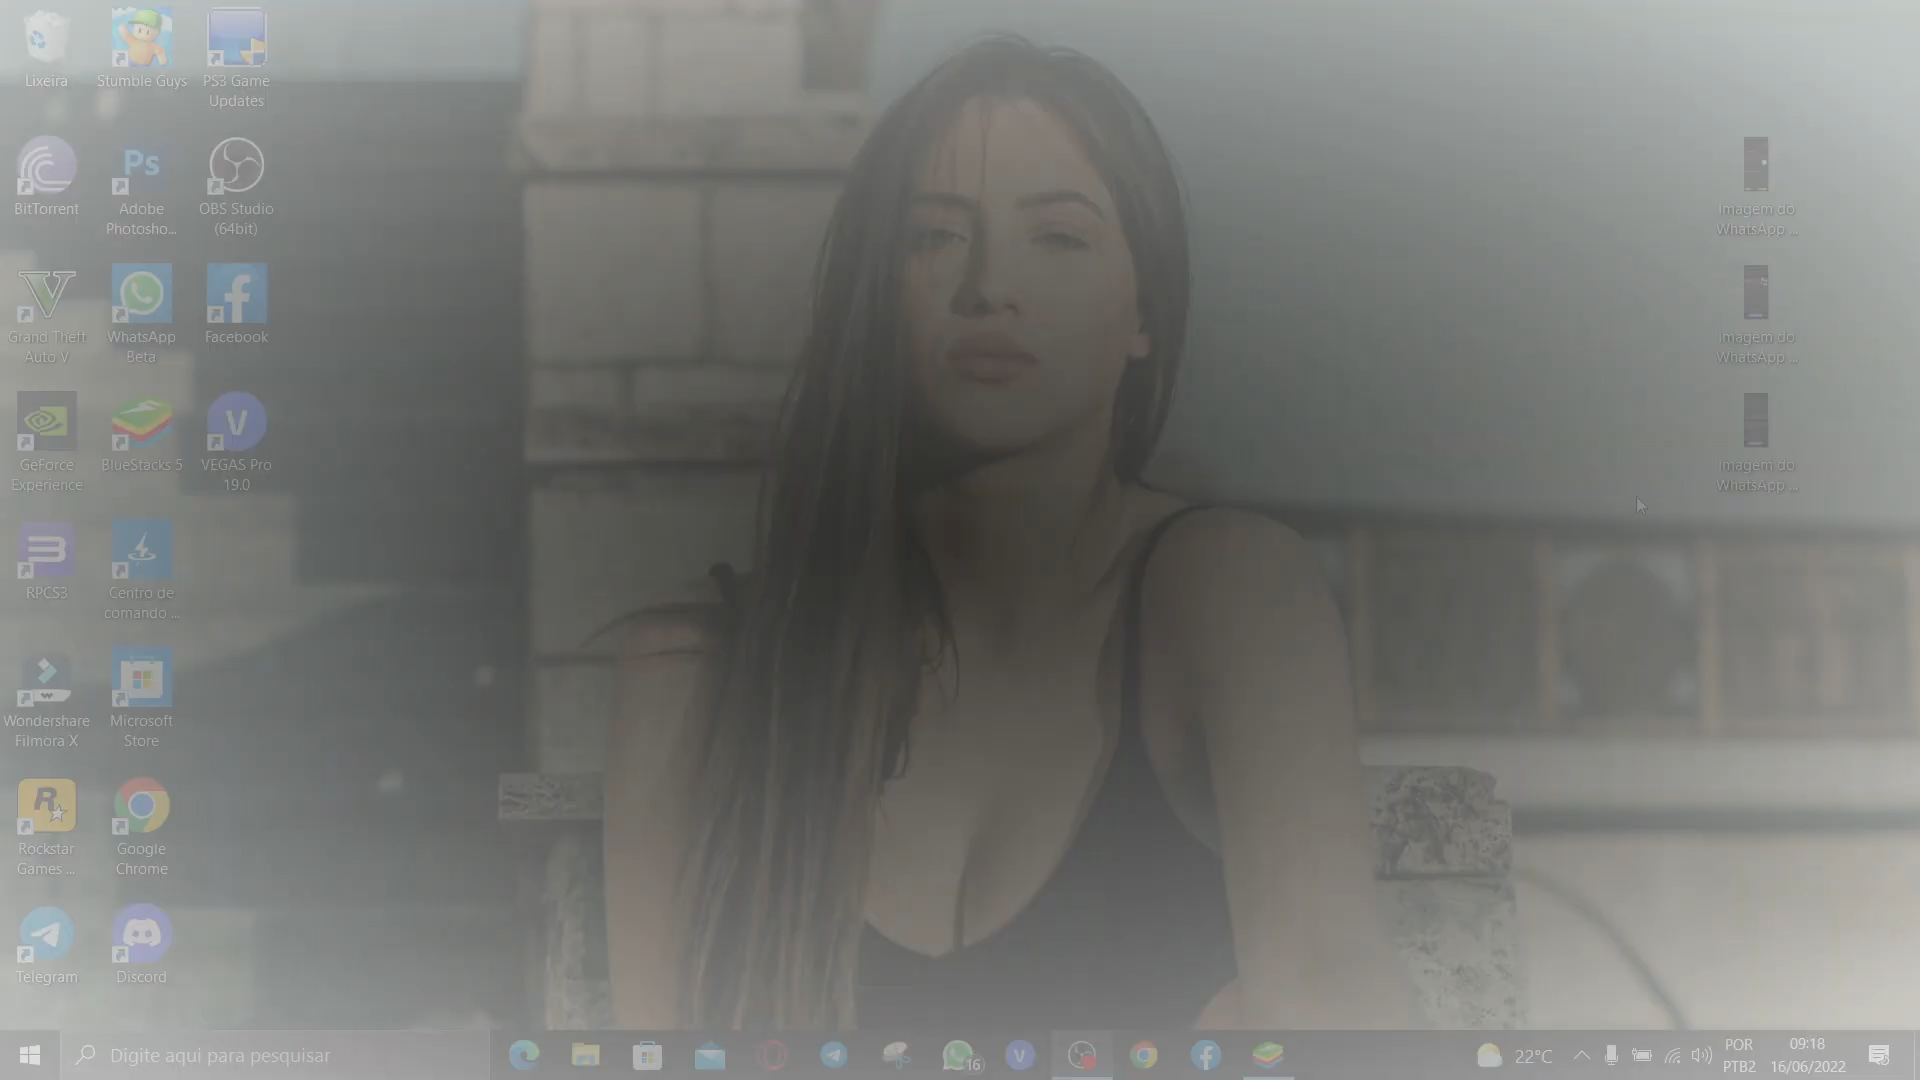 Lixeira
Stumble Guys
PS3 Game
Updates
BitTorrent
Ps
Adobe
Photosho...
OBS Studio
(64bit)
Imagem do
WhatsApp ...
Grand Theft
Auto V
WhatsApp
Beta
Facebook
Imagem do
WhatsApp ...
GeForce
Experience
BlueStacks 5
V
VEGAS Pro
19.0
Imagem do
WhatsApp ...
RPCS3
Centro de
comando ...
Wondershare
Filmora X
Microsoft
Store
R
Rockstar
Games ...
Google
Chrome
Telegram
Discord
Digite aqui para pesquisar
16
V
22°C
POR
PTB2
09:18
16/06/2022